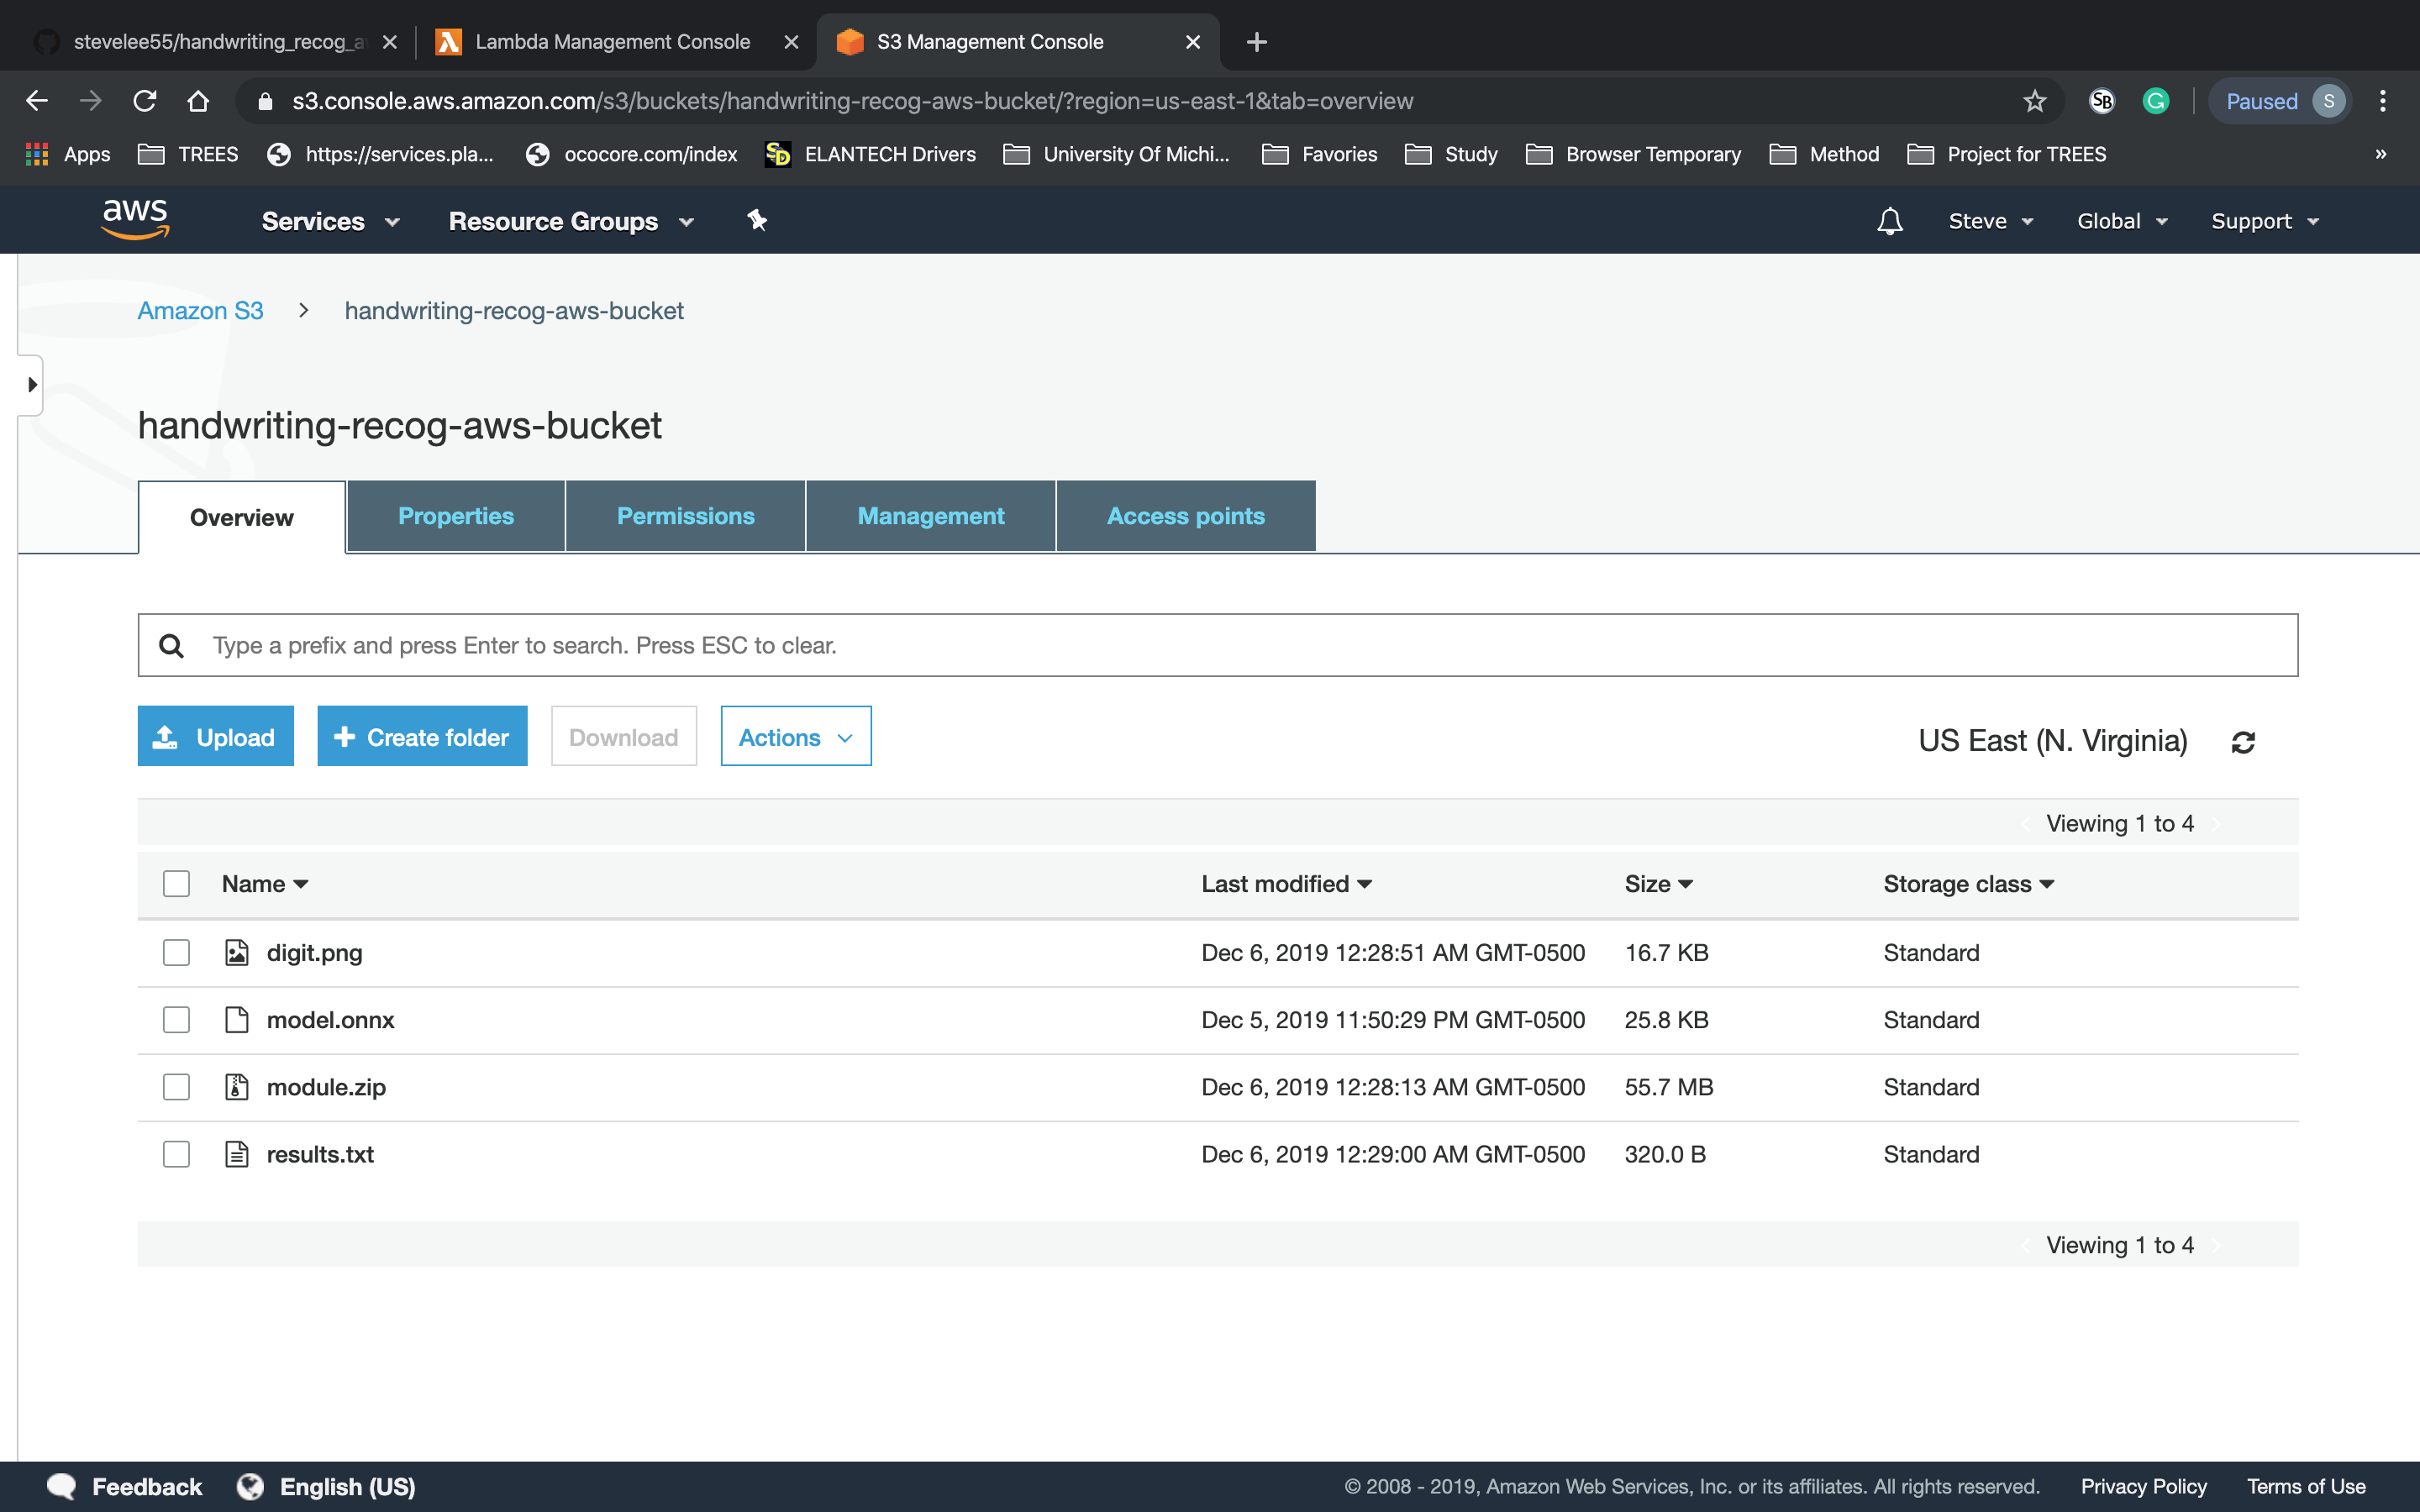 stevelee55/handwriting_recog_a
Lambda Management Console
S3 Management Console
s3.console.aws.amazon.com/s3/buckets/handwriting-recog-aws-bucket/?region=us-east-1&tab=overview
SB
G
Paused
S
Apps
TREES
https://services.pla...
ococore.com/index
SD
ELANTECH Drivers
University Of Michi...
Favorites
Study
Browser Temporary
Method
Project for TREES
»
aws
Services
Resource Groups
Steve
Global
Support
Amazon S3
handwriting-recog-aws-bucket
handwriting-recog-aws-bucket
Overview
Properties
Permissions
Management
Access points
Type a prefix and press Enter to search. Press ESC to clear.
Upload
Create folder
Download
Actions
US East (N. Virginia)
Viewing 1 to 4
Name
Last modified
Size
Storage class
digit.png
Dec 6, 2019 12:28:51 AM GMT-0500
16.7 KB
Standard
model.onnx
Dec 5, 2019 11:50:29 PM GMT-0500
25.8 KB
Standard
module.zip
Dec 6, 2019 12:28:13 AM GMT-0500
55.7 MB
Standard
results.txt
Dec 6, 2019 12:29:00 AM GMT-0500
320.0 B
Standard
Viewing 1 to 4
Feedback
English (US)
© 2008 - 2019, Amazon Web Services, Inc. or its affiliates. All rights reserved.
Privacy Policy
Terms of Use